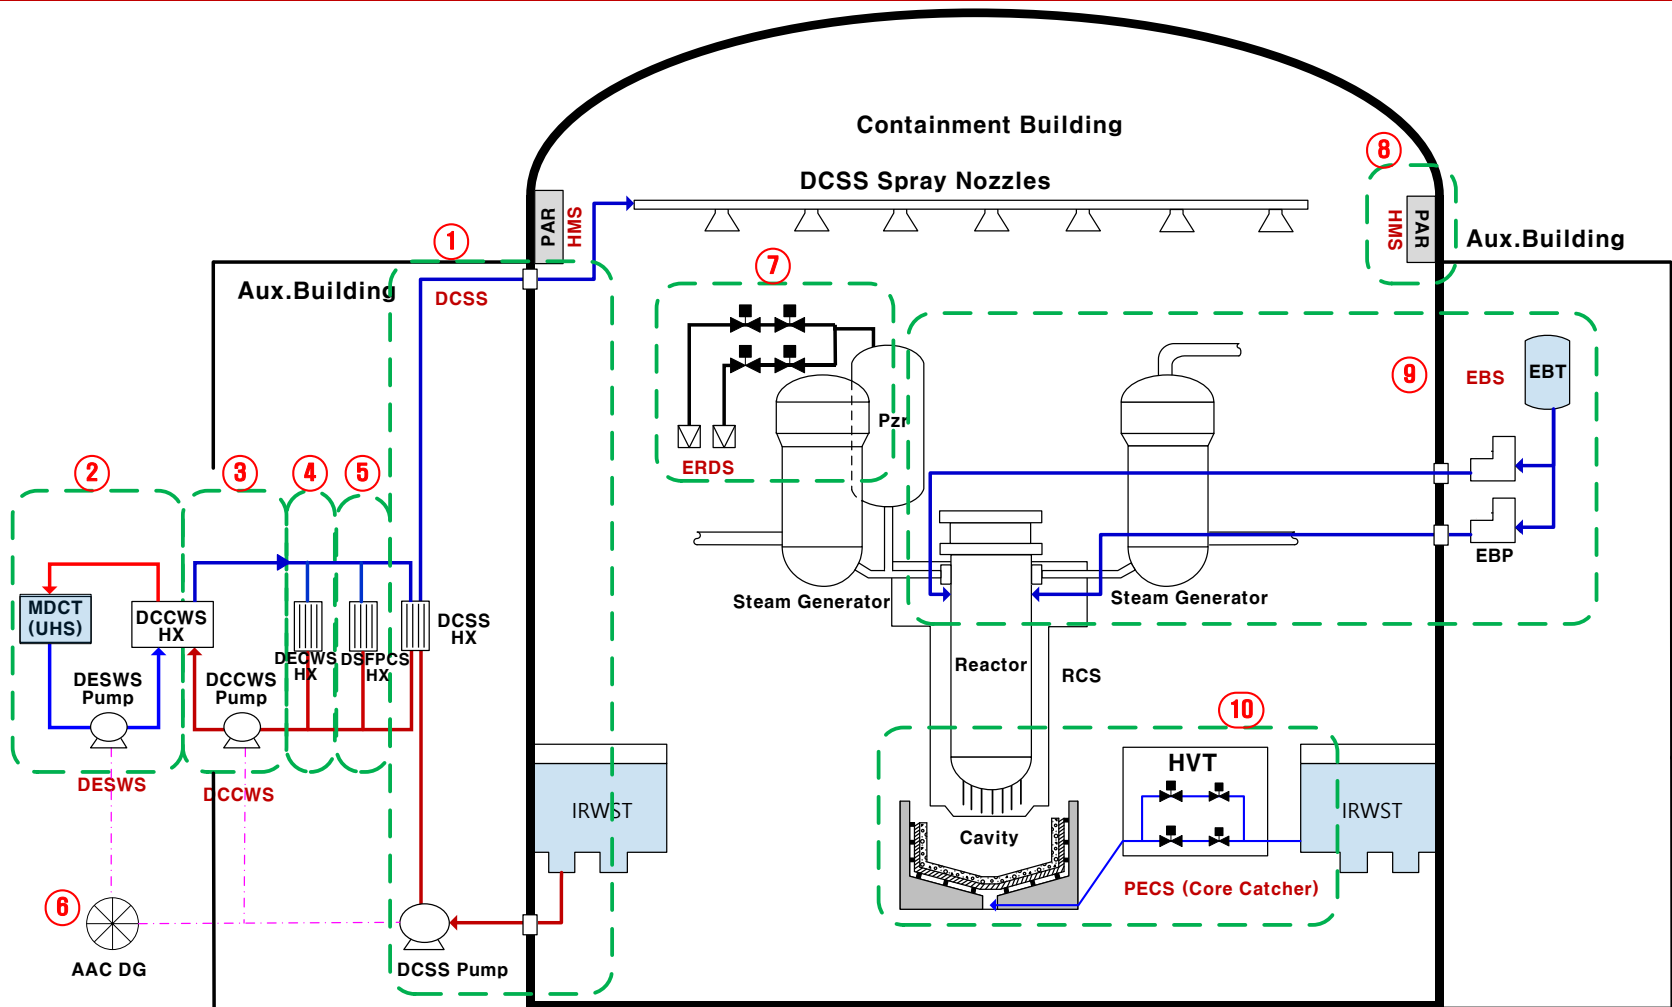 Containment Building
8
DCSS Spray Nozzles
PAR
HMS
HMS
PAR
1
Aux.Building
7
Aux.Building
DCSS
9
EBS
EBT
Pzr
ERDS
2
3
4
5
EBP
MDCT
(UHS)
DCCWS
HX
DCSS
HX
Steam Generator
Steam Generator
DECWS
HX
DSFPCS
HX
Reactor
RCS
DESWS
Pump
DCCWS
Pump
10
HVT
DESWS
DCCWS
IRWST
IRWST
Cavity
PECS (Core Catcher)
6
AAC DG
DCSS Pump